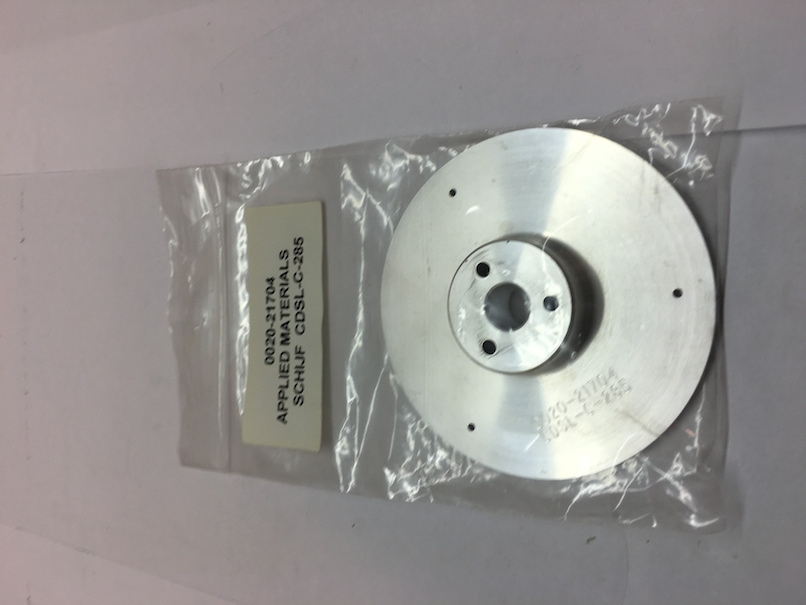 0020-21704
APPLIED MATERIALS
SCHIJF CDSL-C-285
0020-21704
CDSL-C-285